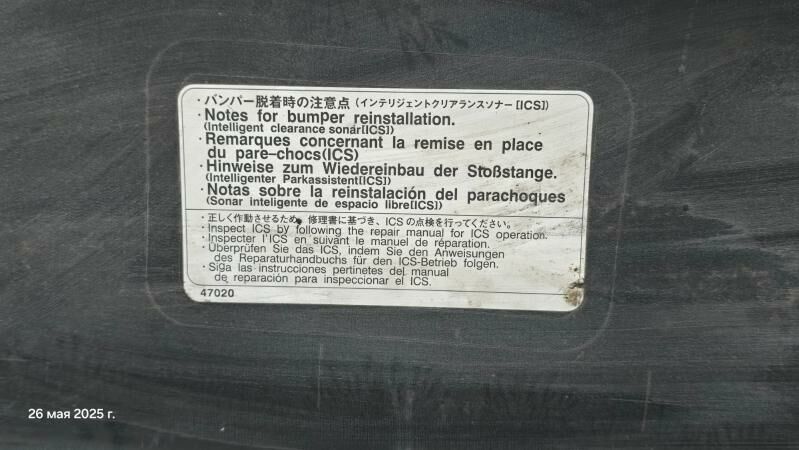 ・バンパー脱着時の注意点 (インテリジェントクリアランスソナー [ICS])
・Notes for bumper reinstallation.
(Intelligent clearance sonar[ICS])
・Remarques concernant la remise en place
du pare-chocs(ICS)
・Hinweise zum Wiedereinbau der Stoßstange.
(Intelligenter Parkassistent[ICS])
・Notas sobre la reinstalación del parachoques
(Sonar inteligente de espacio libre[ICS])
・正しく作動させるため、修理書に基づき、ICSの点検を行ってください。
・Inspect ICS by following the repair manual for ICS operation.
・Inspecter l'ICS en suivant le manuel de réparation.
・Überprüfen Sie das ICS, indem Sie den Anweisungen
des Reparaturhandbuchs für den ICS-Betrieb folgen.
・Siga las instrucciones pertinetes del manual
de reparación para inspeccionar el ICS.
47020
26 мая 2025 г.